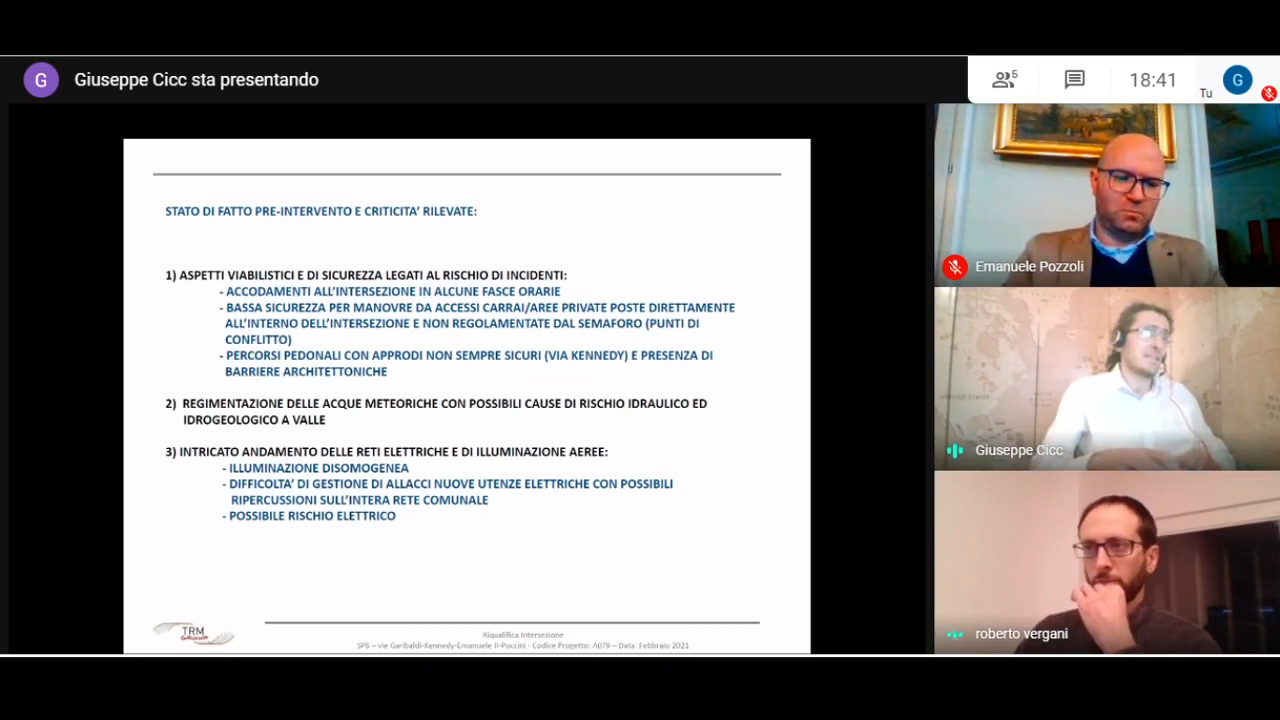 G Giuseppe Cicc sta presentando
5
18:41
Tu
G
STATO DI FATTO PRE-INTERVENTO E CRITICITA' RILEVATE:
1) ASPETTI VIABILISTICI E DI SICUREZZA LEGATI AL RISCHIO DI INCIDENTI:
- ACCODAMENTI ALL'INTERSEZIONE IN ALCUNE FASCE ORARIE
- BASSA SICUREZZA PER MANOVRE DA ACCESSI CARRAI/AREE PRIVATE POSTE DIRETTAMENTE
ALL'INTERNO DELL'INTERSEZIONE E NON REGOLAMENTATE DAL SEMAFORO (PUNTI DI
CONFLITTO)
- PERCORSI PEDONALI CON APPRODI NON SEMPRE SICURI (VIA KENNEDY) E PRESENZA DI
BARRIERE ARCHITETTONICHE
2) REGIMENTAZIONE DELLE ACQUE METEORICHE CON POSSIBILI CAUSE DI RISCHIO IDRAULICO ED
IDROGEOLOGICO A VALLE
3) INTRICATO ANDAMENTO DELLE RETI ELETTRICHE E DI ILLUMINAZIONE AEREE:
- ILLUMINAZIONE DISOMOGENEA
- DIFFICOLTA' DI GESTIONE DI ALLACCI NUOVE UTENZE ELETTRICHE CON POSSIBILI
RIPERCUSSIONI SULL'INTERA RETE COMUNALE
- POSSIBILE RISCHIO ELETTRICO
TRM
Riqualifica Intersezione
SP6 – vie Garibaldi-Kennedy-Emanuele II-Puccini - Codice Progetto: A079 – Data: Febbraio 2021
Emanuele Pozzoli
Giuseppe Cicc
roberto vergani